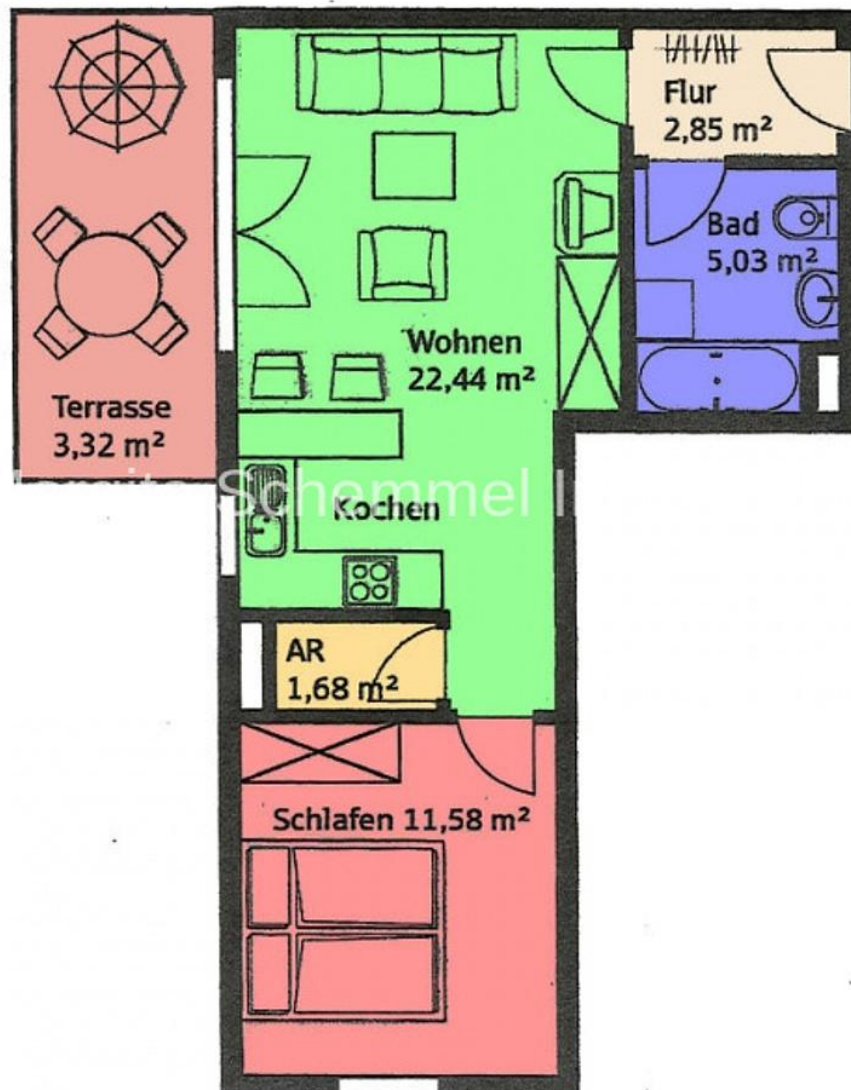 Flur
2,85 m²
Bad
5,03 m²
Wohnen
22,44 m²
Terrasse
3,32 m²
Schemmel
Kochen
AR
1,68 m²
Schlafen 11,58 m²